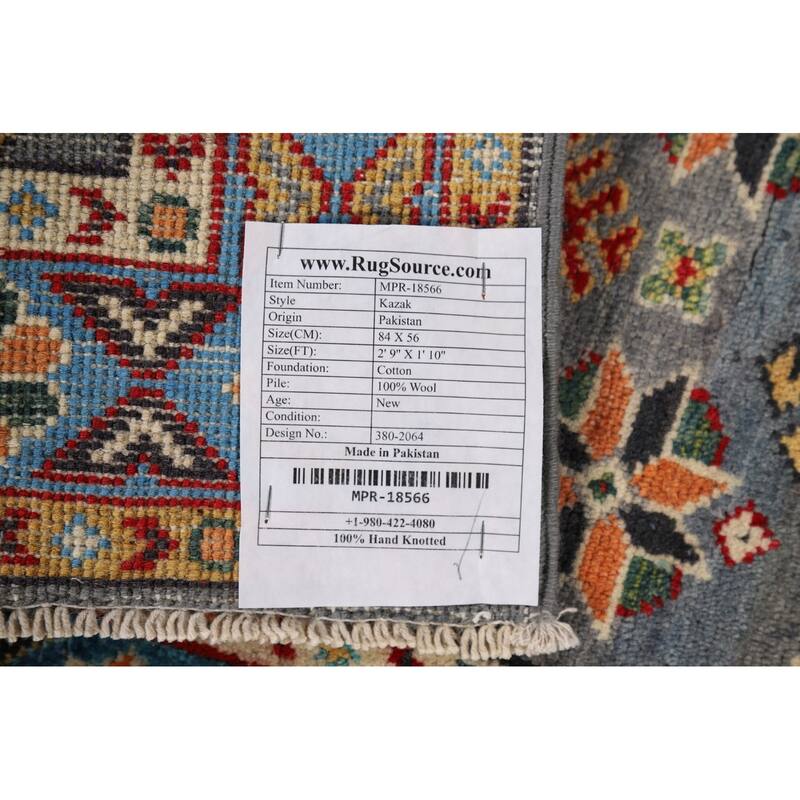 www.RugSource.com
Item Number: MPR-18566
Style Kazak
Origin Pakistan
Size(CM): 84 X 56
Size(FT): 2' 9" X 1' 10"
Foundation: Cotton
Pile: 100% Wool
Age: New
Condition:
Design No.: 380-2064
Made in Pakistan
MPR-18566
+1-980-422-4080
100% Hand Knotted